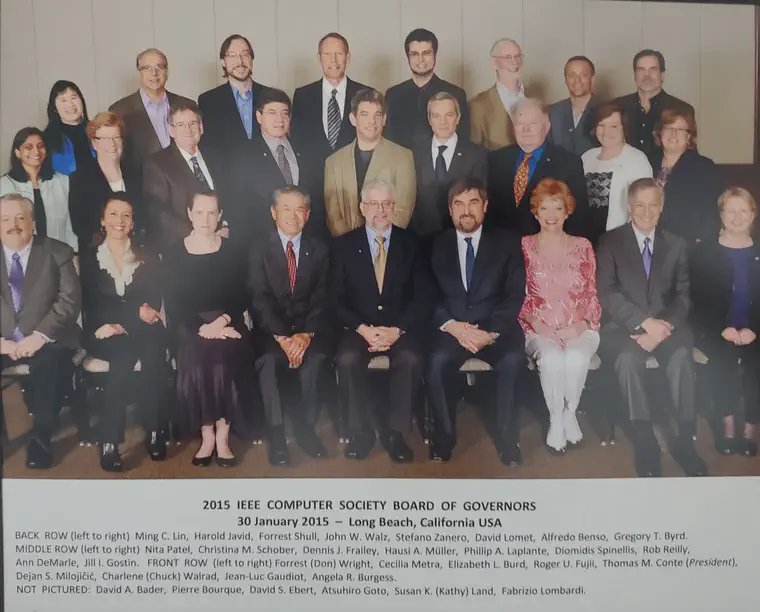 2015 IEEE COMPUTER SOCIETY BOARD OF GOVERNORS
30 January 2015 – Long Beach, California USA
BACK ROW (left to right) Ming C. Lin, Harold Javid, Forrest Shull, John W. Walz, Stefano Zanero, David Lomet, Alfredo Benso, Gregory T. Byrd.
MIDDLE ROW (left to right) Nita Patel, Christina M. Schober, Dennis J. Frailey, Hausi A. Müller, Phillip A. Laplante, Diomidis Spinellis, Rob Reilly,
Ann DeMarle, Jill I. Gostin. FRONT ROW (left to right) Forrest (Don) Wright, Cecilia Metra, Elizabeth L. Burd, Roger U. Fujii, Thomas M. Conte (President),
Dejan S. Milojičić, Charlene (Chuck) Walrad, Jean-Luc Gaudiot, Angela R. Burgess.
NOT PICTURED: David A. Bader, Pierre Bourque, David S. Ebert, Atsuhiro Goto, Susan K. (Kathy) Land, Fabrizio Lombardi.